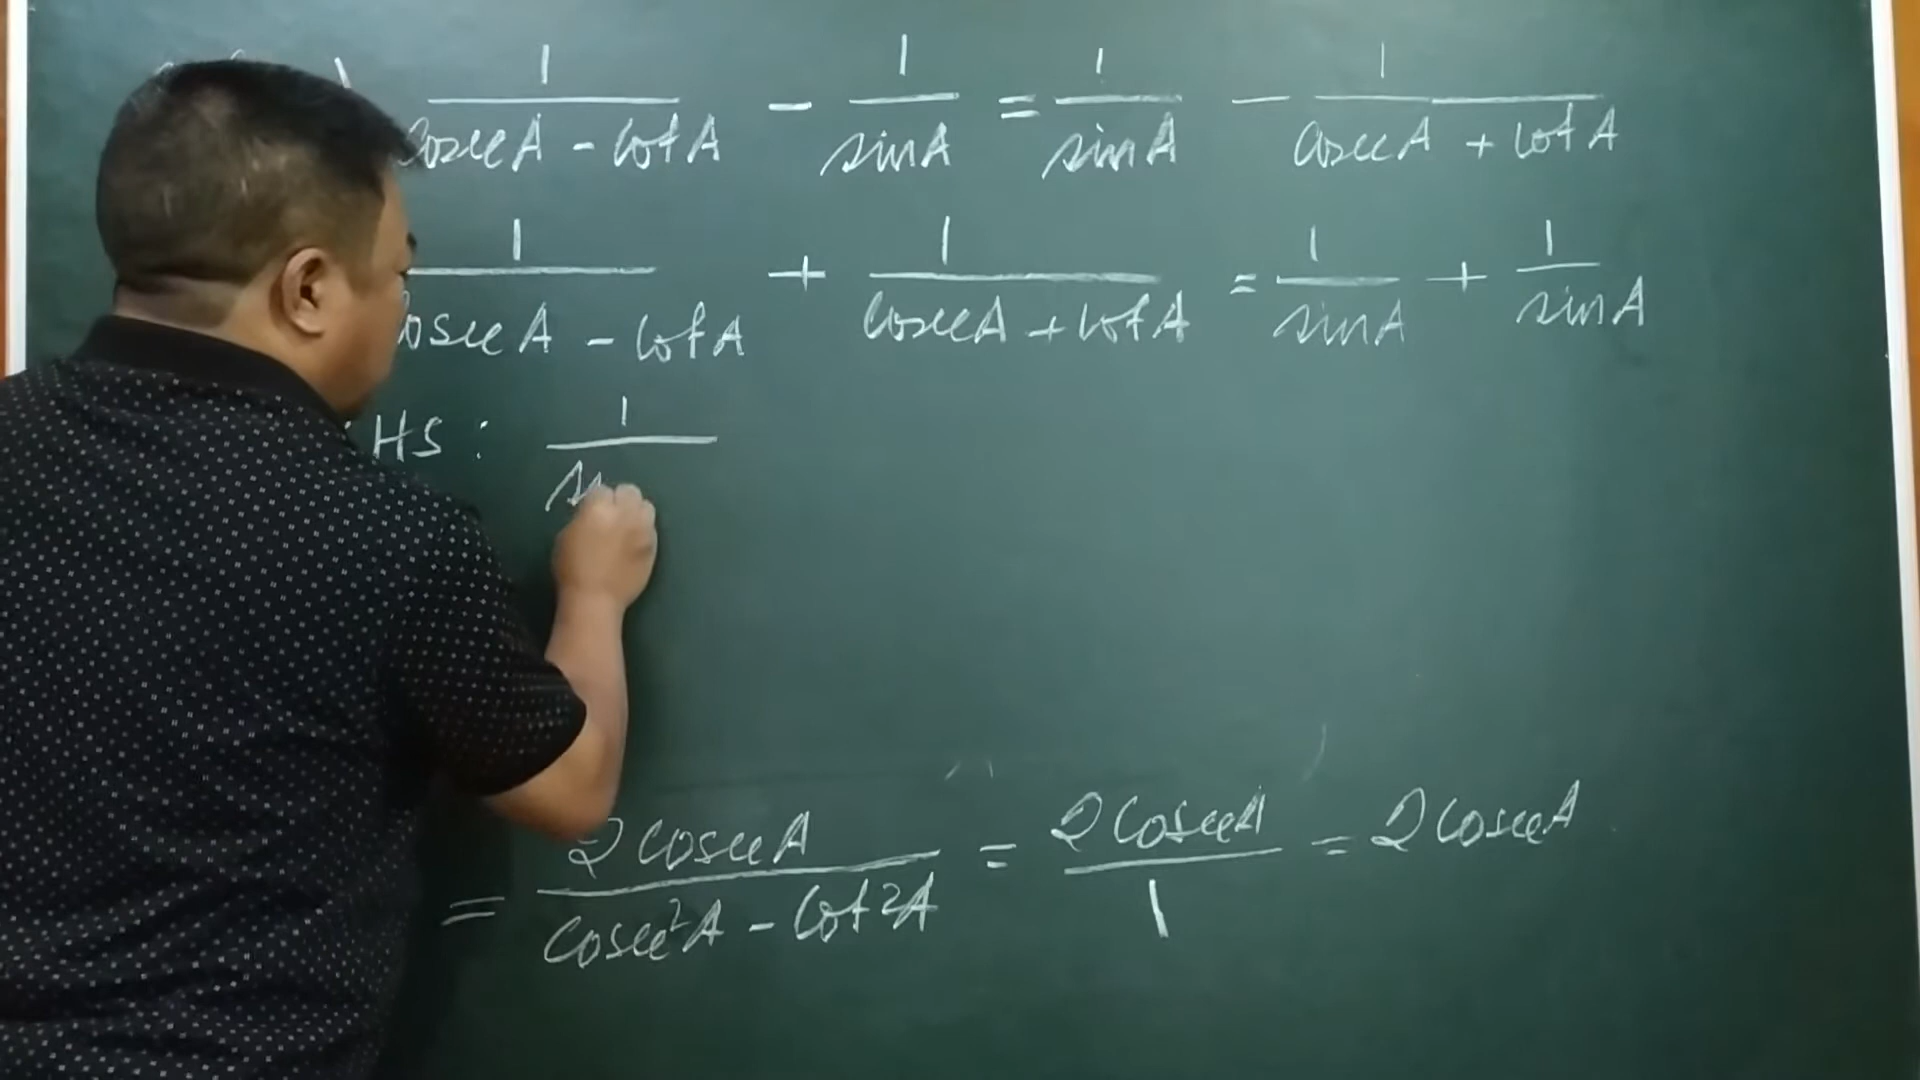 1/(cosecA - cotA) - 1/sinA = 1/sinA - 1/(cosecA + cotA)
1/(cosecA - cotA) + 1/(cosecA + cotA) = 1/sinA + 1/sinA
HS : 1/
= 2cosecA/(cosec²A - cot²A) = 2cosecA/1 = 2cosecA